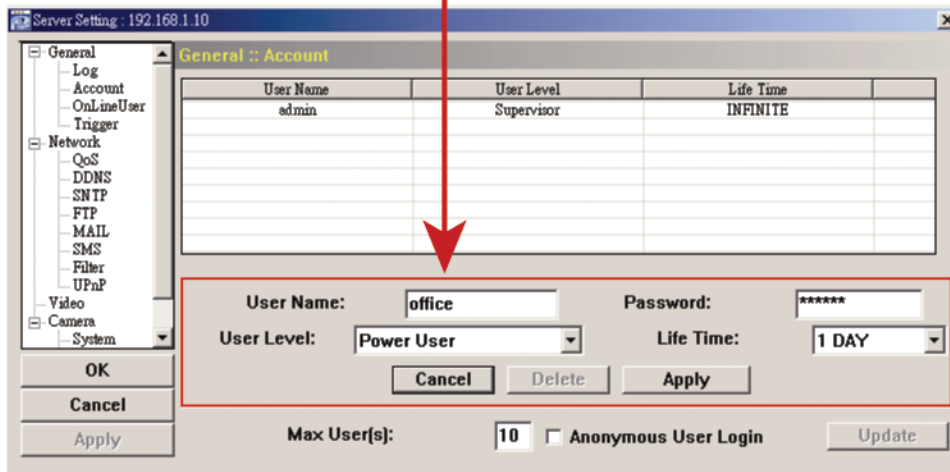 Server Setting : 192.168.1.10
General
Log
Account
OnLineUser
Trigger
Network
QoS
DDNS
SNTP
FTP
MAIL
SMS
Filter
UPnP
Video
Camera
System
OK
Cancel
Apply
General :: Account
User Name User Level Life Time
admin Supervisor INFINITE
User Name: office Password: ******
User Level: Power User Life Time: 1 DAY
Cancel Delete Apply
Max User(s): 10 Anonymous User Login Update